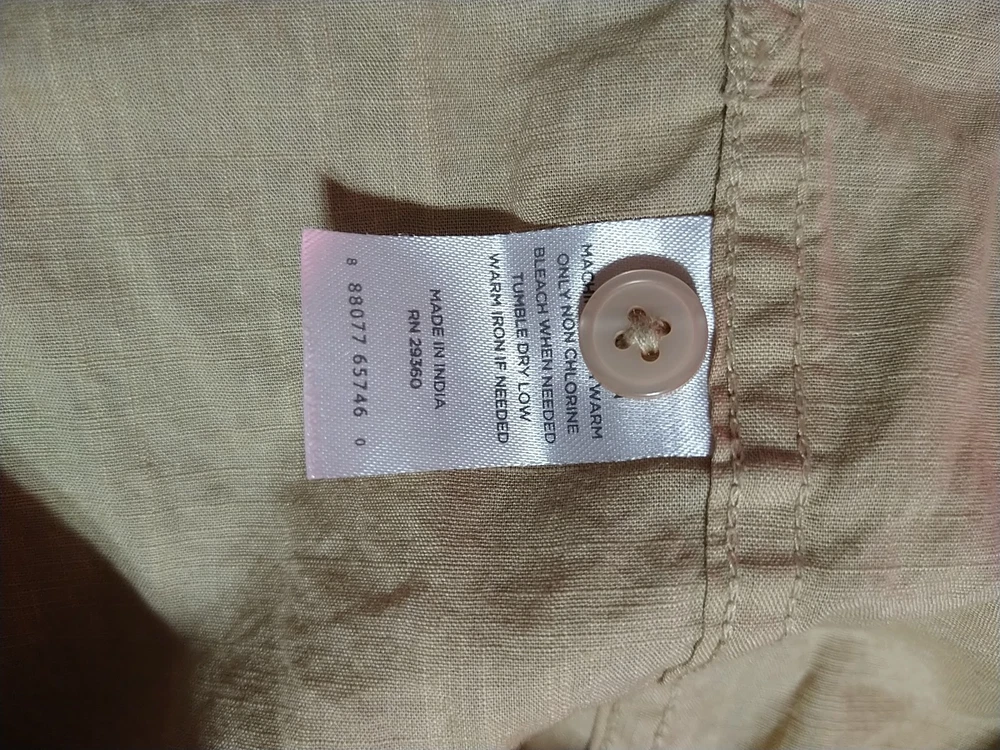 WARM
ONLY NON CHLORINE
BLEACH WHEN NEEDED
TUMBLE DRY LOW
WARM IRON IF NEEDED
MADE IN INDIA
RN 29360
8 88077 65746 0